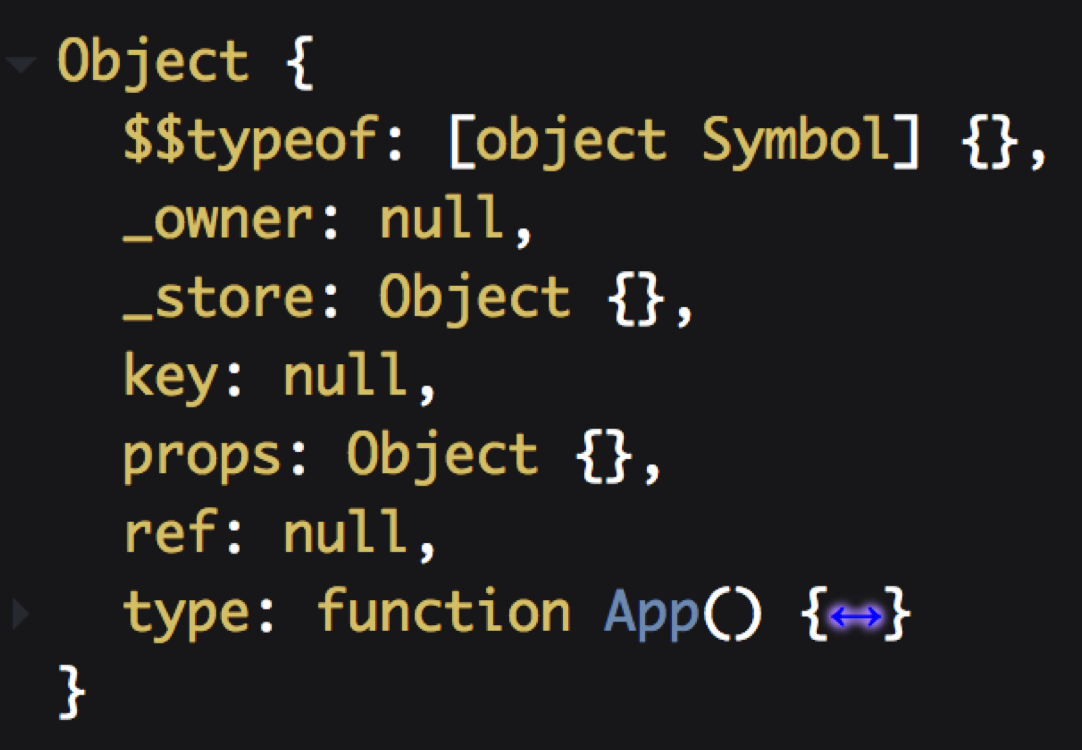 Object {
$$typeof: [object Symbol] {},
_owner: null,
_store: Object {},
key: null,
props: Object {},
ref: null,
type: function App() {↔}
}